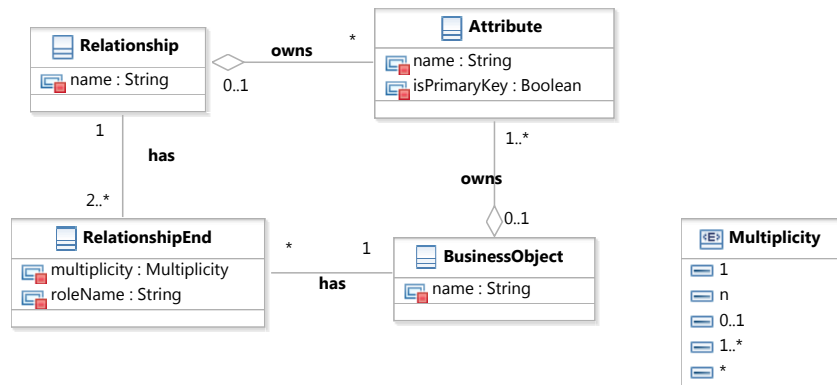 Relationship
name : String
owns
*
0..1
Attribute
name : String
isPrimaryKey : Boolean
1
has
2..*
1..*
owns
0..1
RelationshipEnd
multiplicity : Multiplicity
roleName : String
*
1
has
BusinessObject
name : String
<E> Multiplicity
1
n
0..1
1..*
*